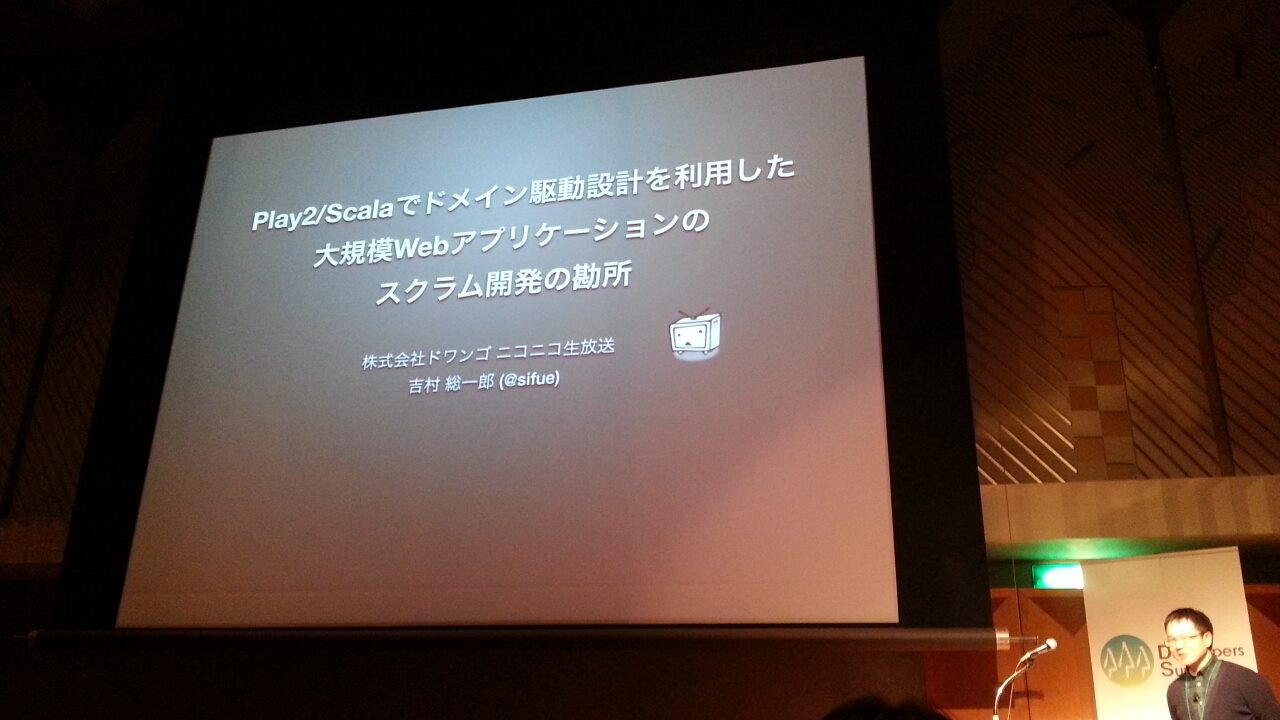 Play2/Scalaでドメイン駆動設計を利用した
大規模Webアプリケーションの
スクラム開発の勘所
株式会社ドワンゴ ニコニコ生放送
吉村 総一郎 (@sifue)